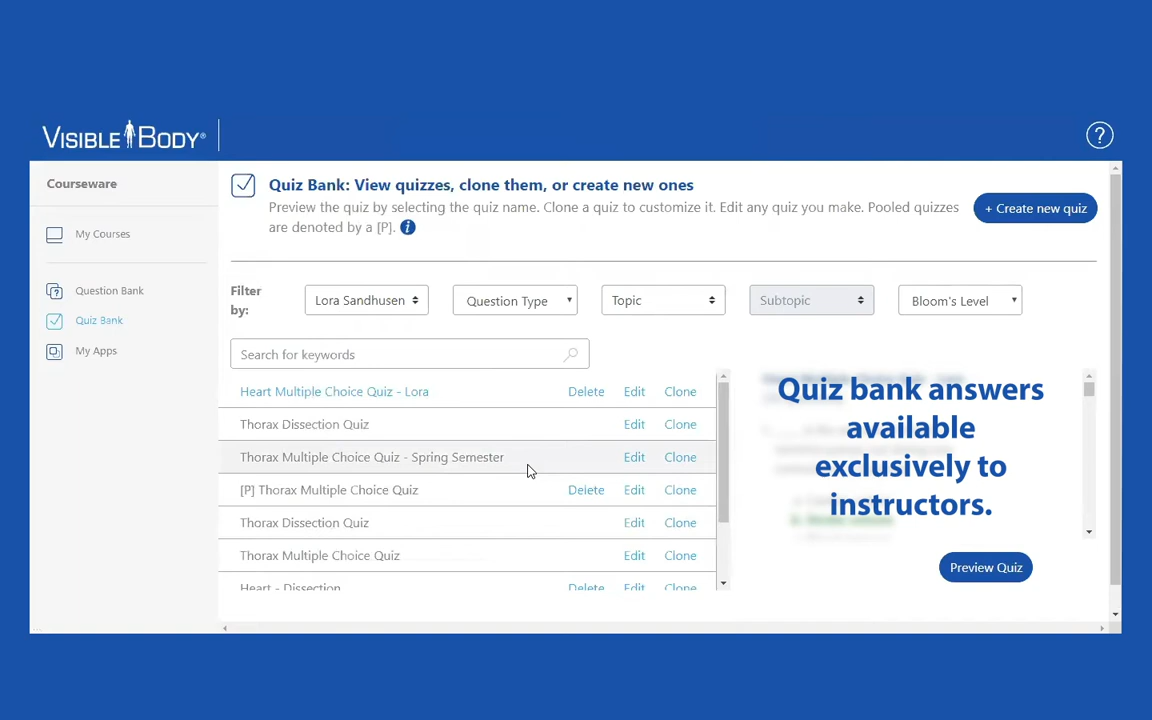 VISIBLE BODY®
?
Courseware
My Courses
Question Bank
Quiz Bank
My Apps
Quiz Bank: View quizzes, clone them, or create new ones
Preview the quiz by selecting the quiz name. Clone a quiz to customize it. Edit any quiz you make. Pooled quizzes
are denoted by a [P]. i
+ Create new quiz
Filter
by:
Lora Sandhusen
Question Type
Topic
Subtopic
Bloom's Level
Search for keywords
Heart Multiple Choice Quiz - Lora Delete Edit Clone
Thorax Dissection Quiz Edit Clone
Thorax Multiple Choice Quiz - Spring Semester Edit Clone
[P] Thorax Multiple Choice Quiz Delete Edit Clone
Thorax Dissection Quiz Edit Clone
Thorax Multiple Choice Quiz Edit Clone
Heart - Dissection Delete Edit Clone
Quiz bank answers
available
exclusively to
instructors.
Preview Quiz